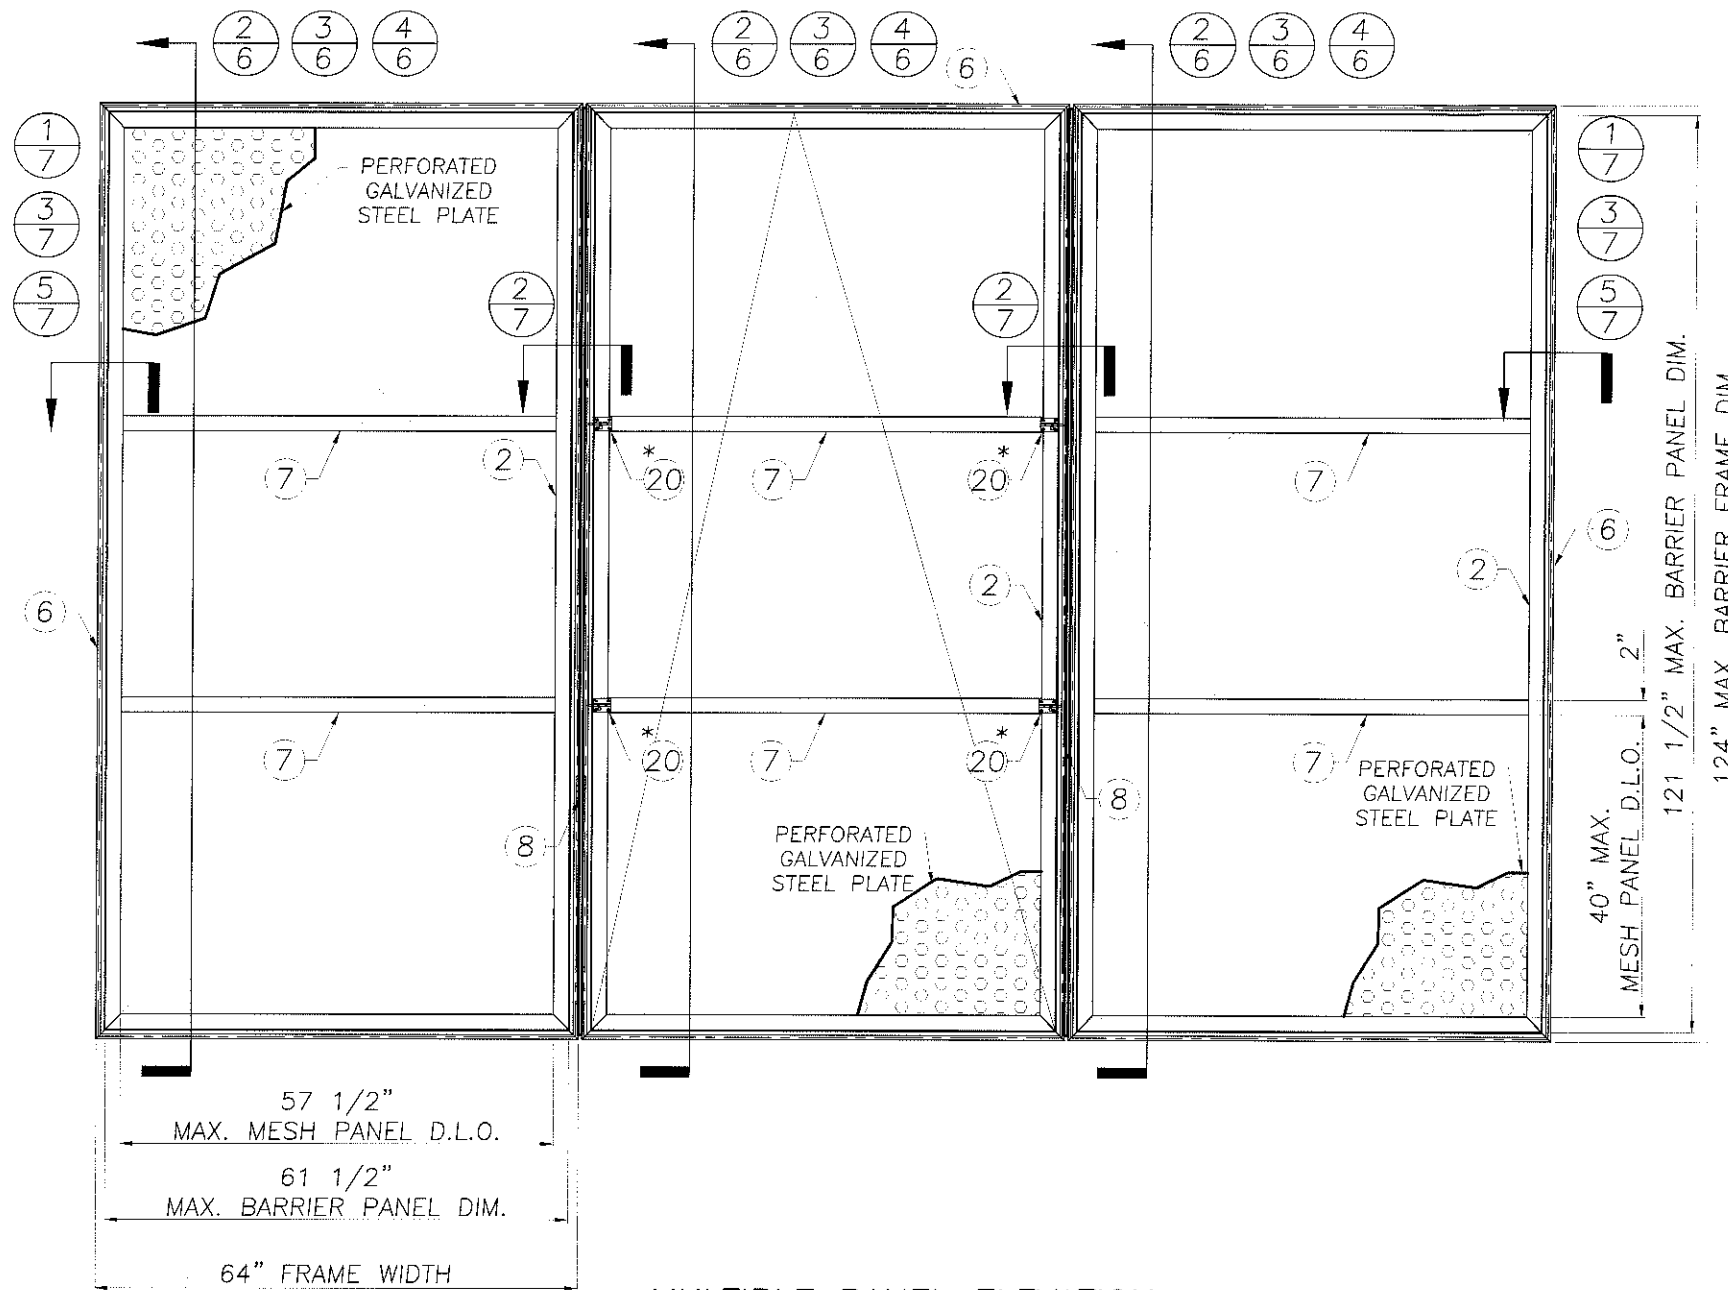 2 3 4 2 3 4 2 3 4
6 6 6 6 6 6 6 6 6
6
1
7
3
7
5
7
PERFORATED
GALVANIZED
STEEL PLATE
2
7
2
7
1
7
3
7
5
7
7
2
*
20
7
*
20
7
2
6
2
6
6
7
*
20
7
*
20
7
8
8
PERFORATED
GALVANIZED
STEEL PLATE
PERFORATED
GALVANIZED
STEEL PLATE
2"
40" MAX.
MESH PANEL D.L.O.
121 1/2" MAX. BARRIER PANEL DIM.
124" MAX. BARRIER FRAME DIM.
57 1/2"
MAX. MESH PANEL D.L.O.
61 1/2"
MAX. BARRIER PANEL DIM.
64" FRAME WIDTH